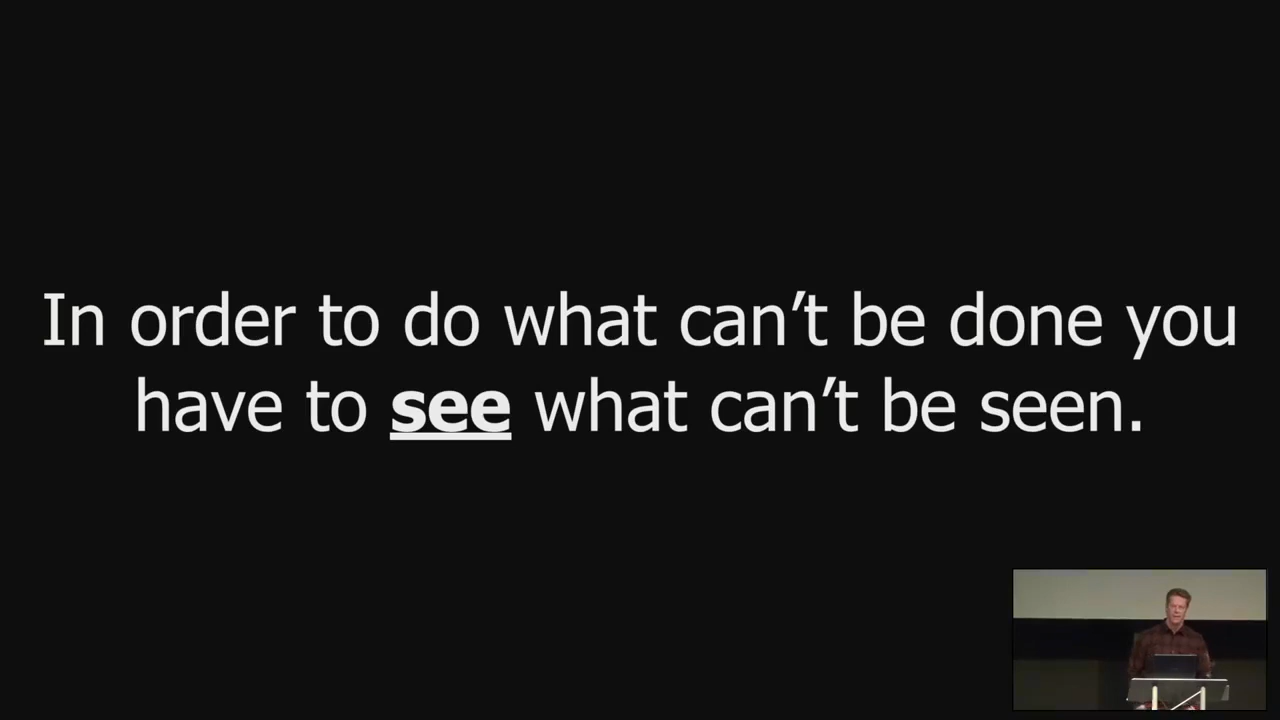 In order to do what can’t be done you
have to see what can’t be seen.